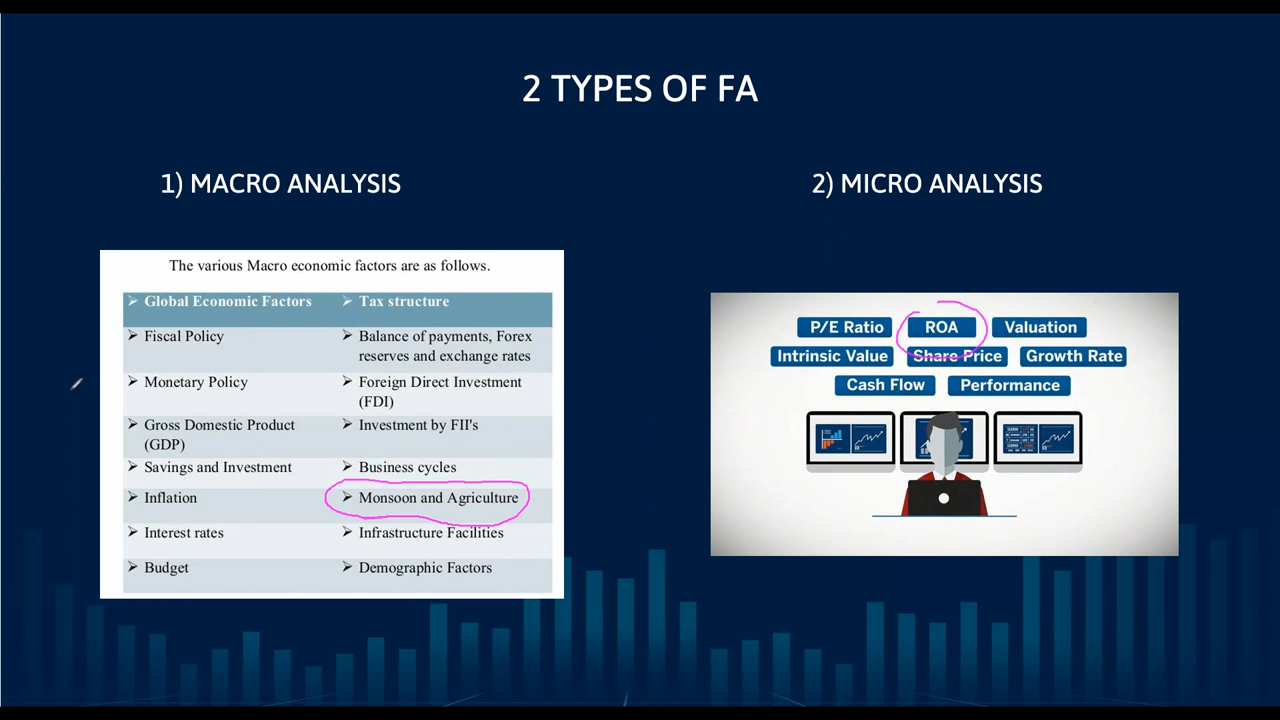 2 TYPES OF FA
1) MACRO ANALYSIS
2) MICRO ANALYSIS
The various Macro economic factors are as follows.
➢ Global Economic Factors ➢ Tax structure
➢ Fiscal Policy ➢ Balance of payments, Forex
reserves and exchange rates
➢ Monetary Policy ➢ Foreign Direct Investment
(FDI)
➢ Gross Domestic Product ➢ Investment by FII's
(GDP)
➢ Savings and Investment ➢ Business cycles
➢ Inflation ➢ Monsoon and Agriculture
➢ Interest rates ➢ Infrastructure Facilities
➢ Budget ➢ Demographic Factors
P/E Ratio ROA Valuation
Intrinsic Value Share Price Growth Rate
Cash Flow Performance